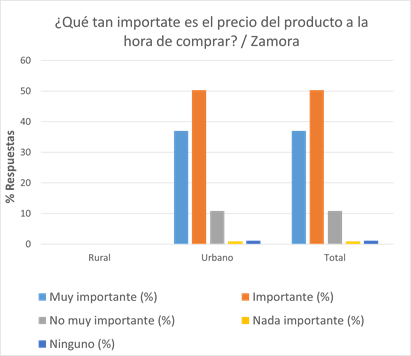 ¿Qué tan importate es el precio del producto a la
hora de comprar? / Zamora
60
50
40
30
20
10
0
% Respuestas
Rural
Urbano
Total
Muy importante (%)
Importante (%)
No muy importante (%)
Nada importante (%)
Ninguno (%)